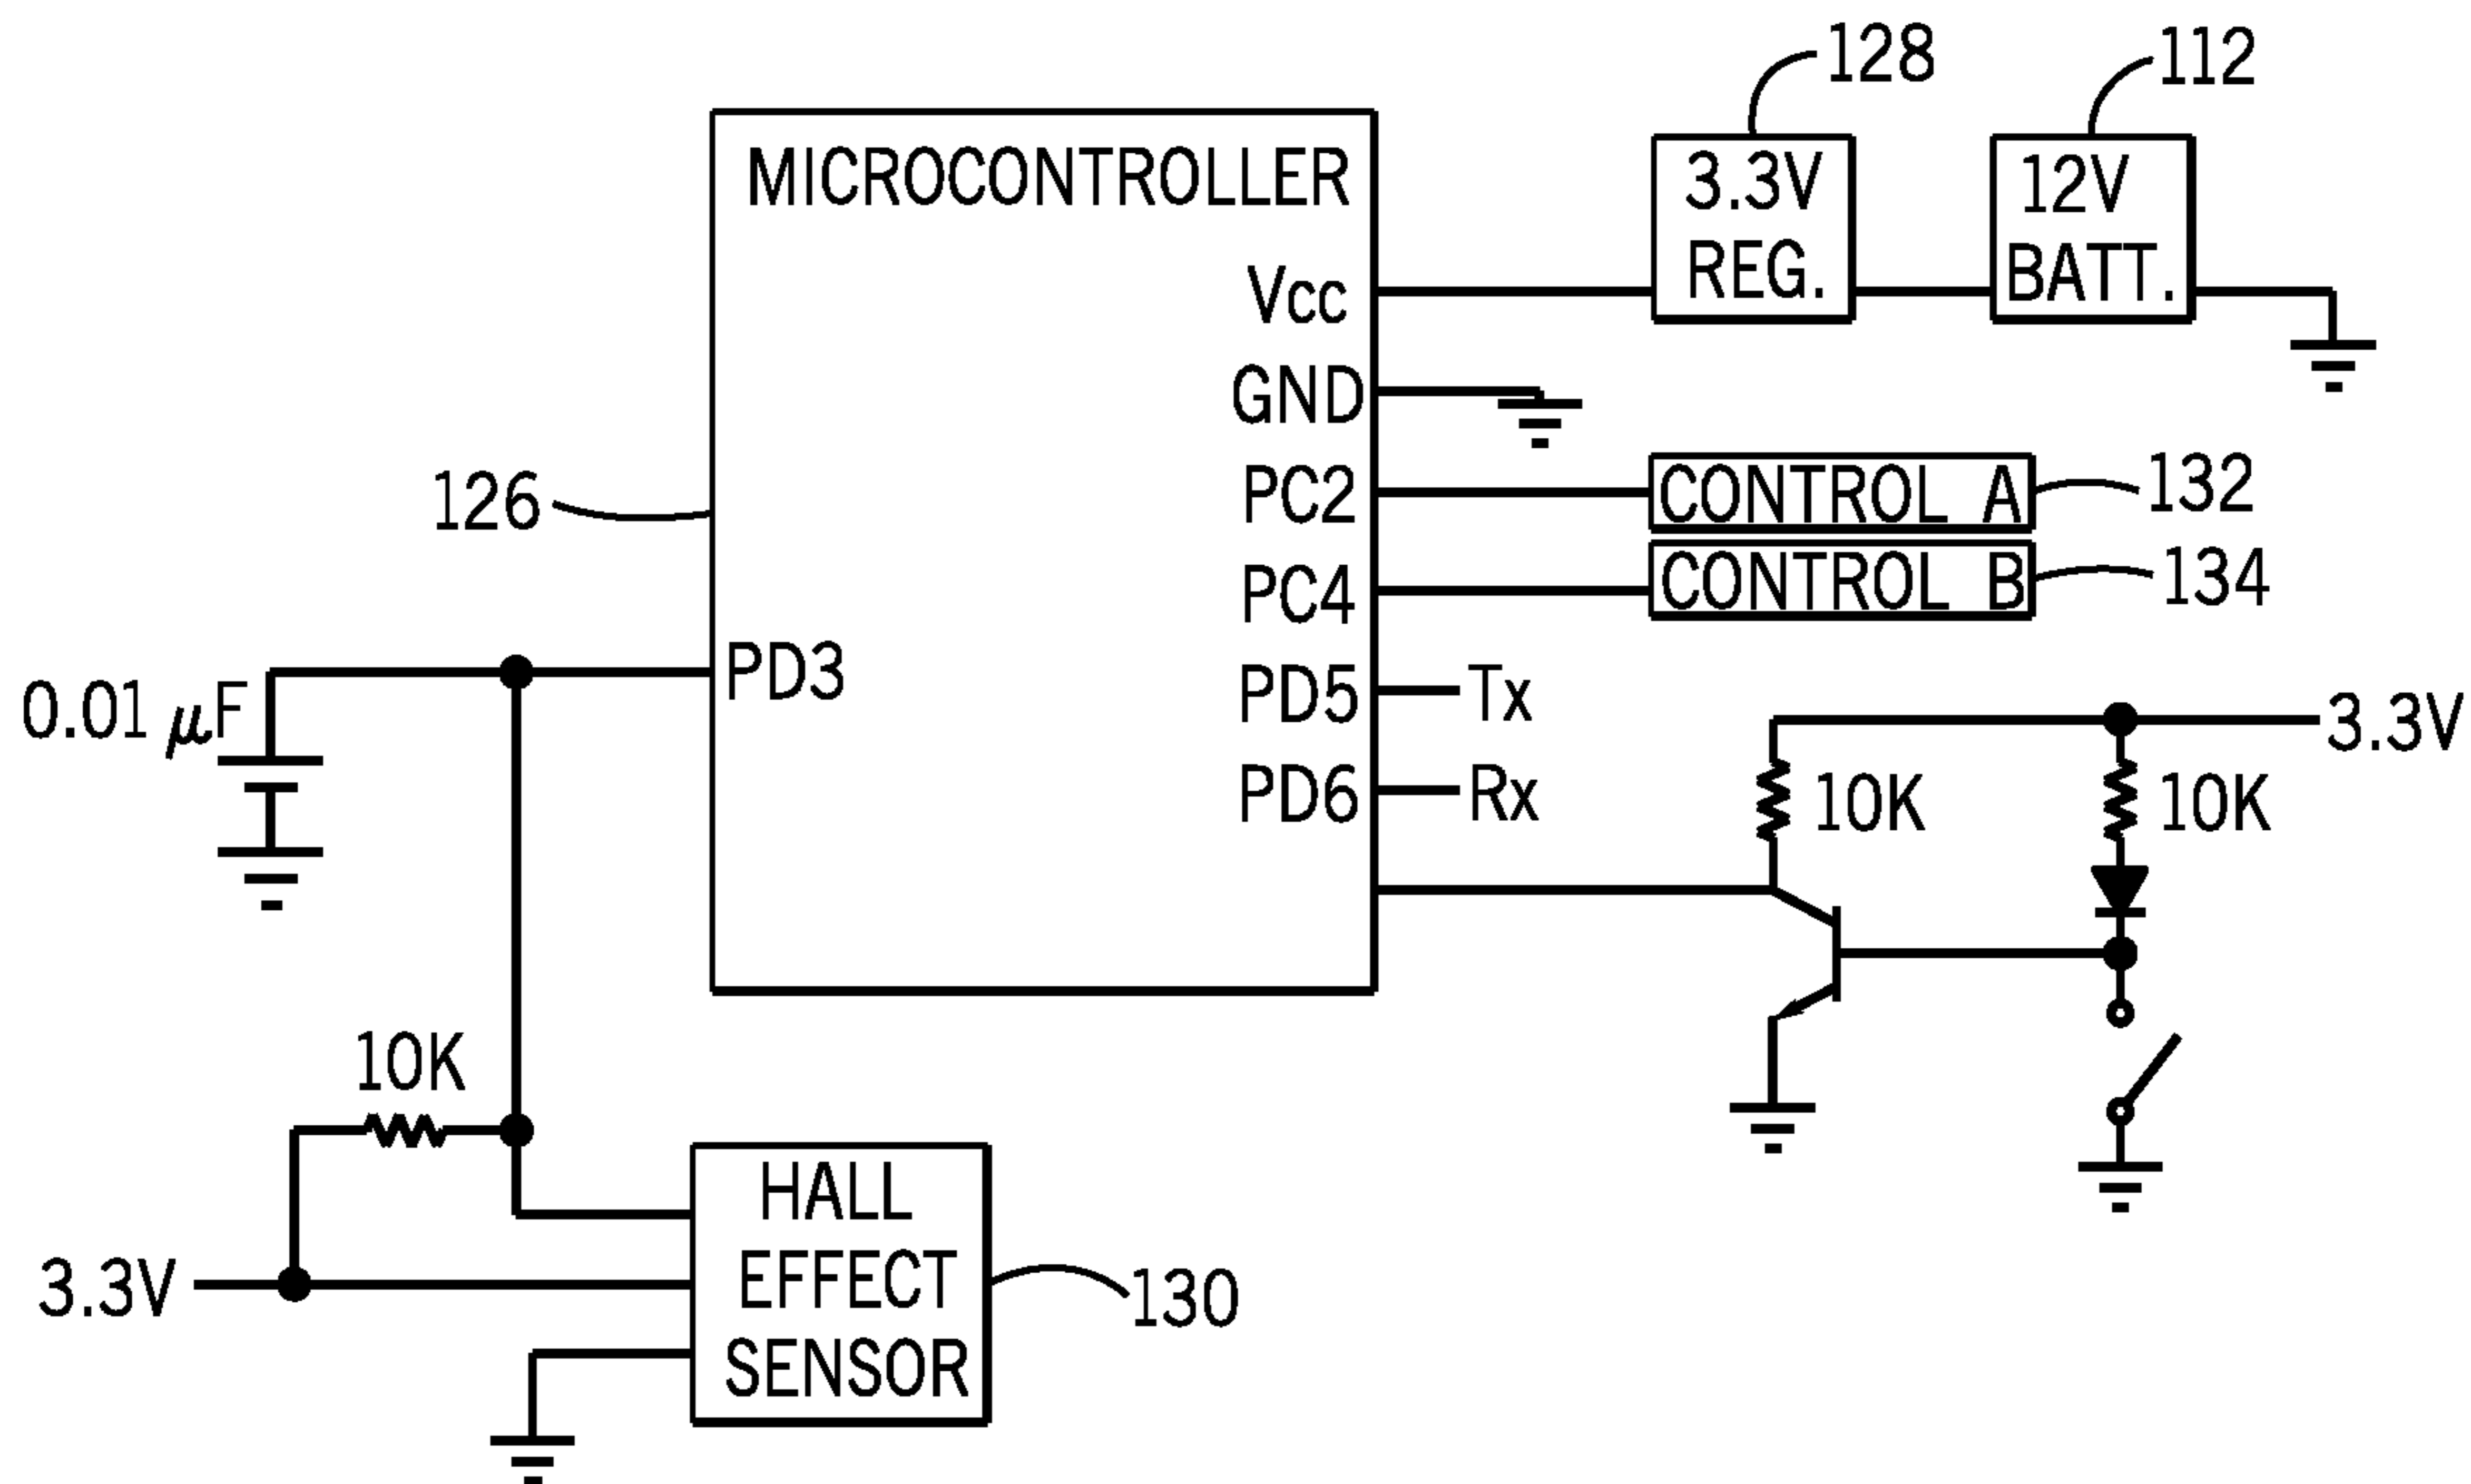 128
112
MICROCONTROLLER
3.3V
REG.
12V
BATT.
Vcc
GND
PC2
CONTROL A
132
126
PC4
CONTROL B
134
PD3
0.01 µF
PD5
Tx
3.3V
PD6
Rx
10K
10K
10K
HALL
EFFECT
SENSOR
3.3V
130